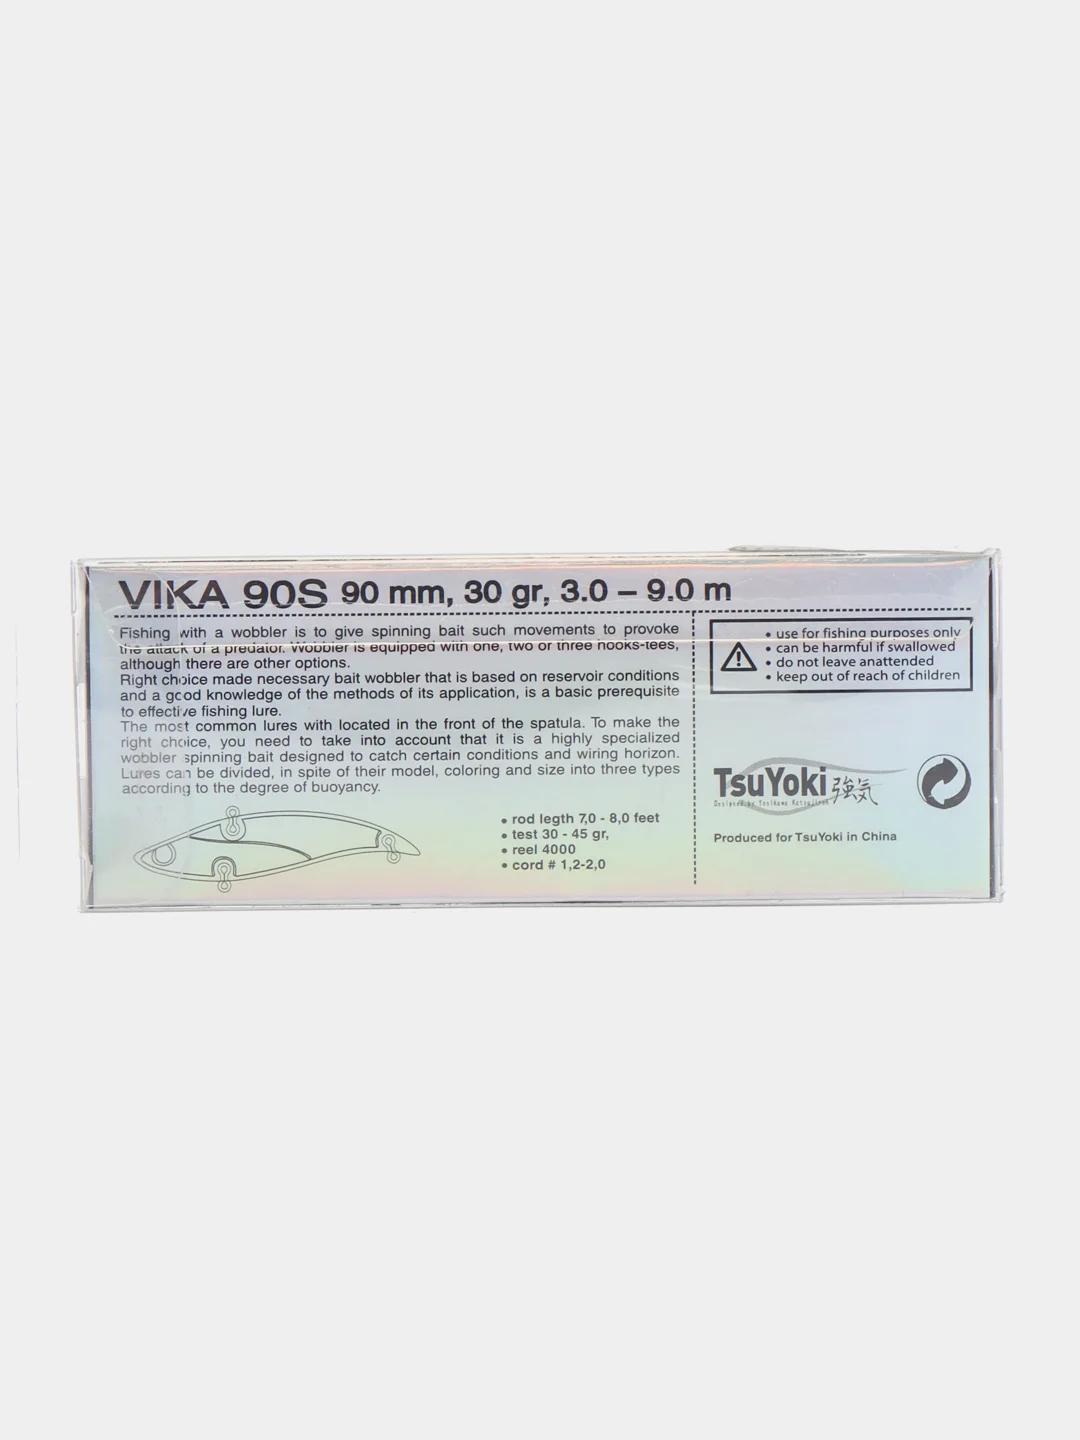 VIKA 90S 90 mm, 30 gr, 3.0 – 9.0 m
Fishing with a wobbler is to give spinning bait such movements to provoke
the attack of a predator. Wobbler is equipped with one, two or three hooks-tees,
although there are other options.
Right choice made necessary bait wobbler that is based on reservoir conditions
and a good knowledge of the methods of its application, is a basic prerequisite
to effective fishing lure.
The most common lures with located in the front of the spatula. To make the
right choice, you need to take into account that it is a highly specialized
wobbler spinning bait designed to catch certain conditions and wiring horizon.
Lures can be divided, in spite of their model, coloring and size into three types
according to the degree of buoyancy.
• rod legth 7,0 - 8,0 feet
• test 30 - 45 gr,
• reel 4000
• cord # 1,2-2,0
• use for fishing purposes only
• can be harmful if swallowed
• do not leave anattended
• keep out of reach of children
TsuYoki 強気
Designed by
Produced for TsuYoki in China